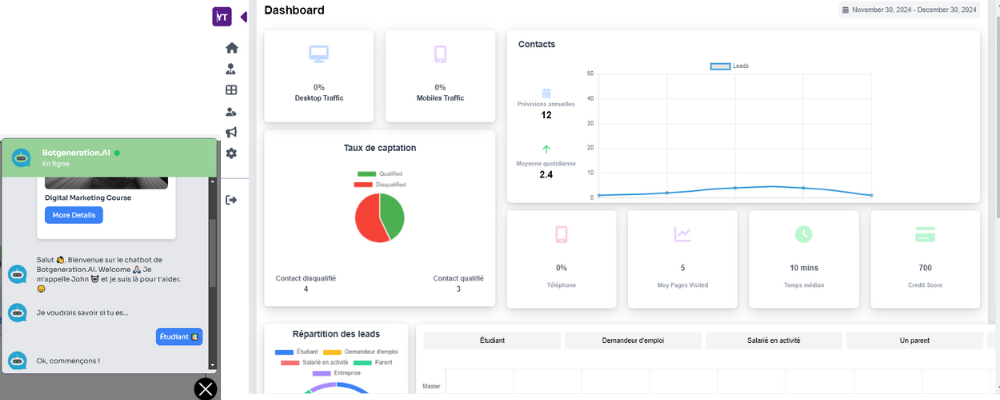 VT
Dashboard
November 30, 2024 - December 30, 2024
0%
Desktop Traffic
0%
Mobiles Traffic
Contacts
Leads
Prévisions annuelles
12
Moyenne quotidienne
2.4
60
40
30
20
10
0
Taux de captation
Qualified
Disqualified
Contact disqualifié
4
Contact qualifié
3
0%
Téléphone
5
Moy Pages Visited
10 mins
Temps médian
700
Credit Score
Répartition des leads
Étudiant
Demandeur d'emploi
Salarié en activité
Parent
Entreprise
Étudiant
Demandeur d'emploi
Salarié en activité
Un parent
Master
Botgeneration.AI
En ligne
Digital Marketing Course
More Details
Salut 🙋, Bienvenue sur le chatbot de
Botgeneration.AI. Welcome 🙏 Je
m'appelle John 😻 et je suis là pour t'aider.
😊
Je voudrais savoir si tu es...
Étudiant 👩‍🎓
Ok, commençons !